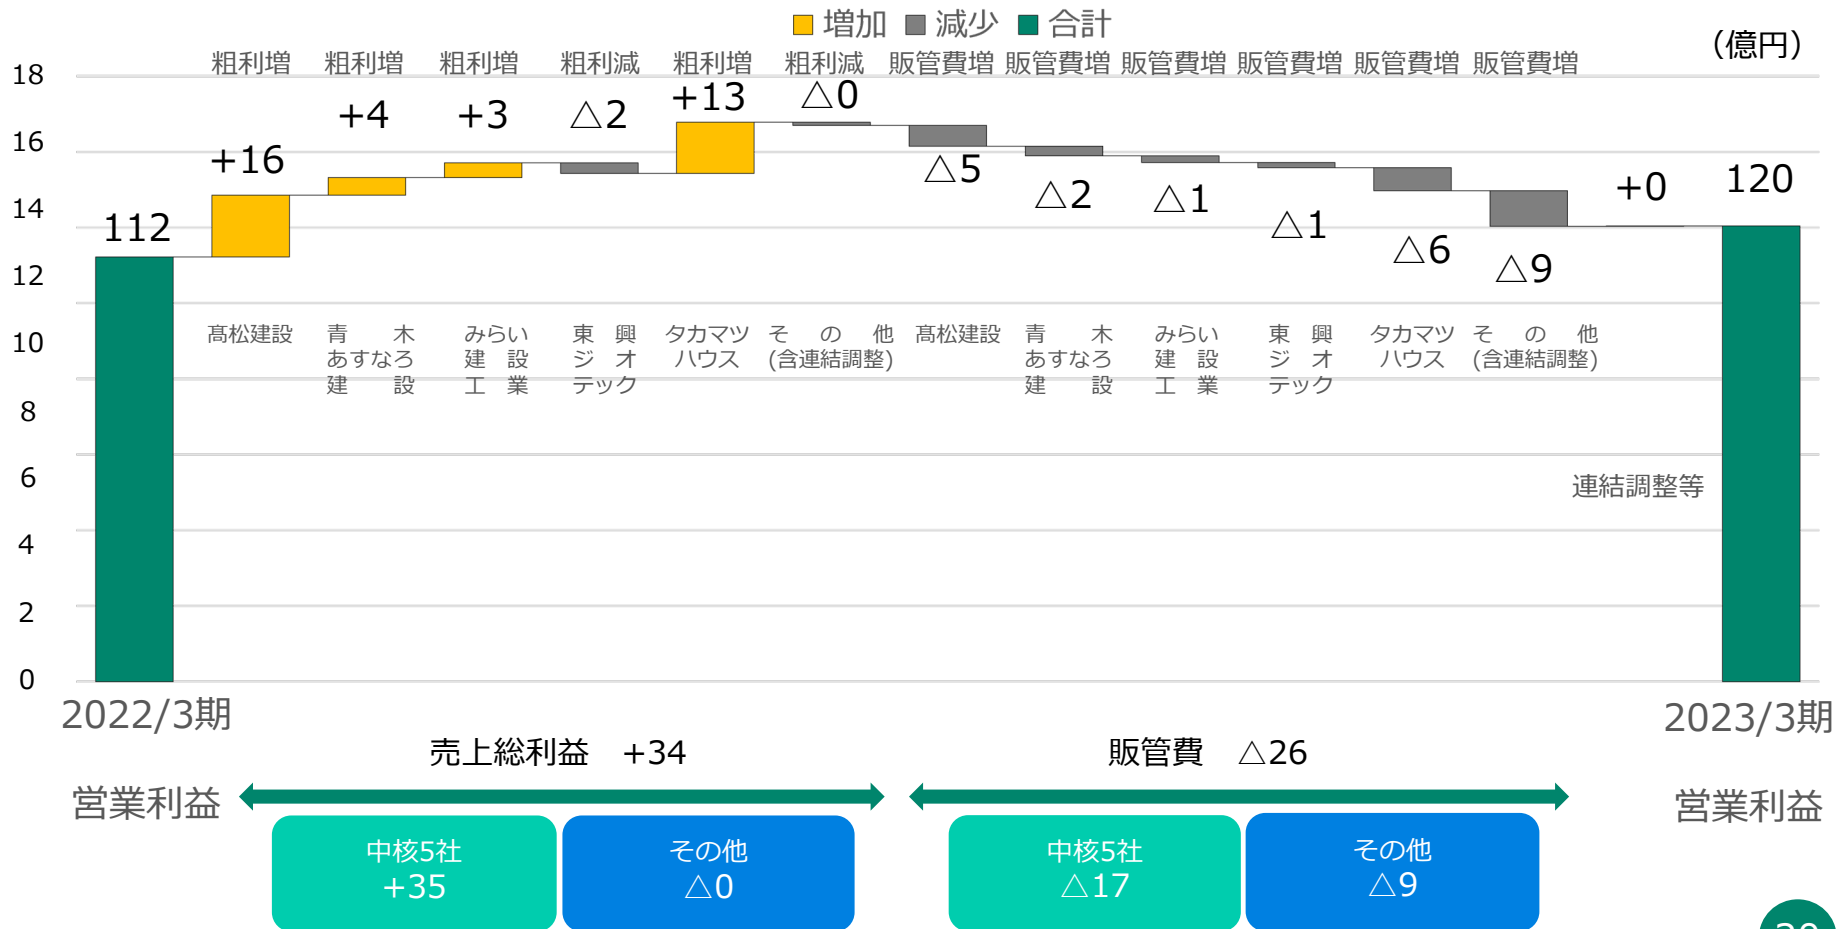 増加 減少 合計
（億円）
粗利増 粗利増 粗利増 粗利減 粗利増 粗利減 販管費増 販管費増 販管費増 販管費増 販管費増 販管費増
18
16
14
12
10
8
6
4
2
0
112
+16
+4
+3
△2
+13
△0
△5
△2
△1
△1
△6
△9
+0
120
髙松建設
青木
あすなろ
建設
みらい
建設
工業
東興
ジオ
テック
タカマツ
ハウス
その他
(含連結調整)
髙松建設
青木
あすなろ
建設
みらい
建設
工業
東興
ジオ
テック
タカマツ
ハウス
その他
(含連結調整)
連結調整等
2022/3期
営業利益
2023/3期
営業利益
売上総利益 +34
販管費 △26
中核5社
+35
その他
△0
中核5社
△17
その他
△9